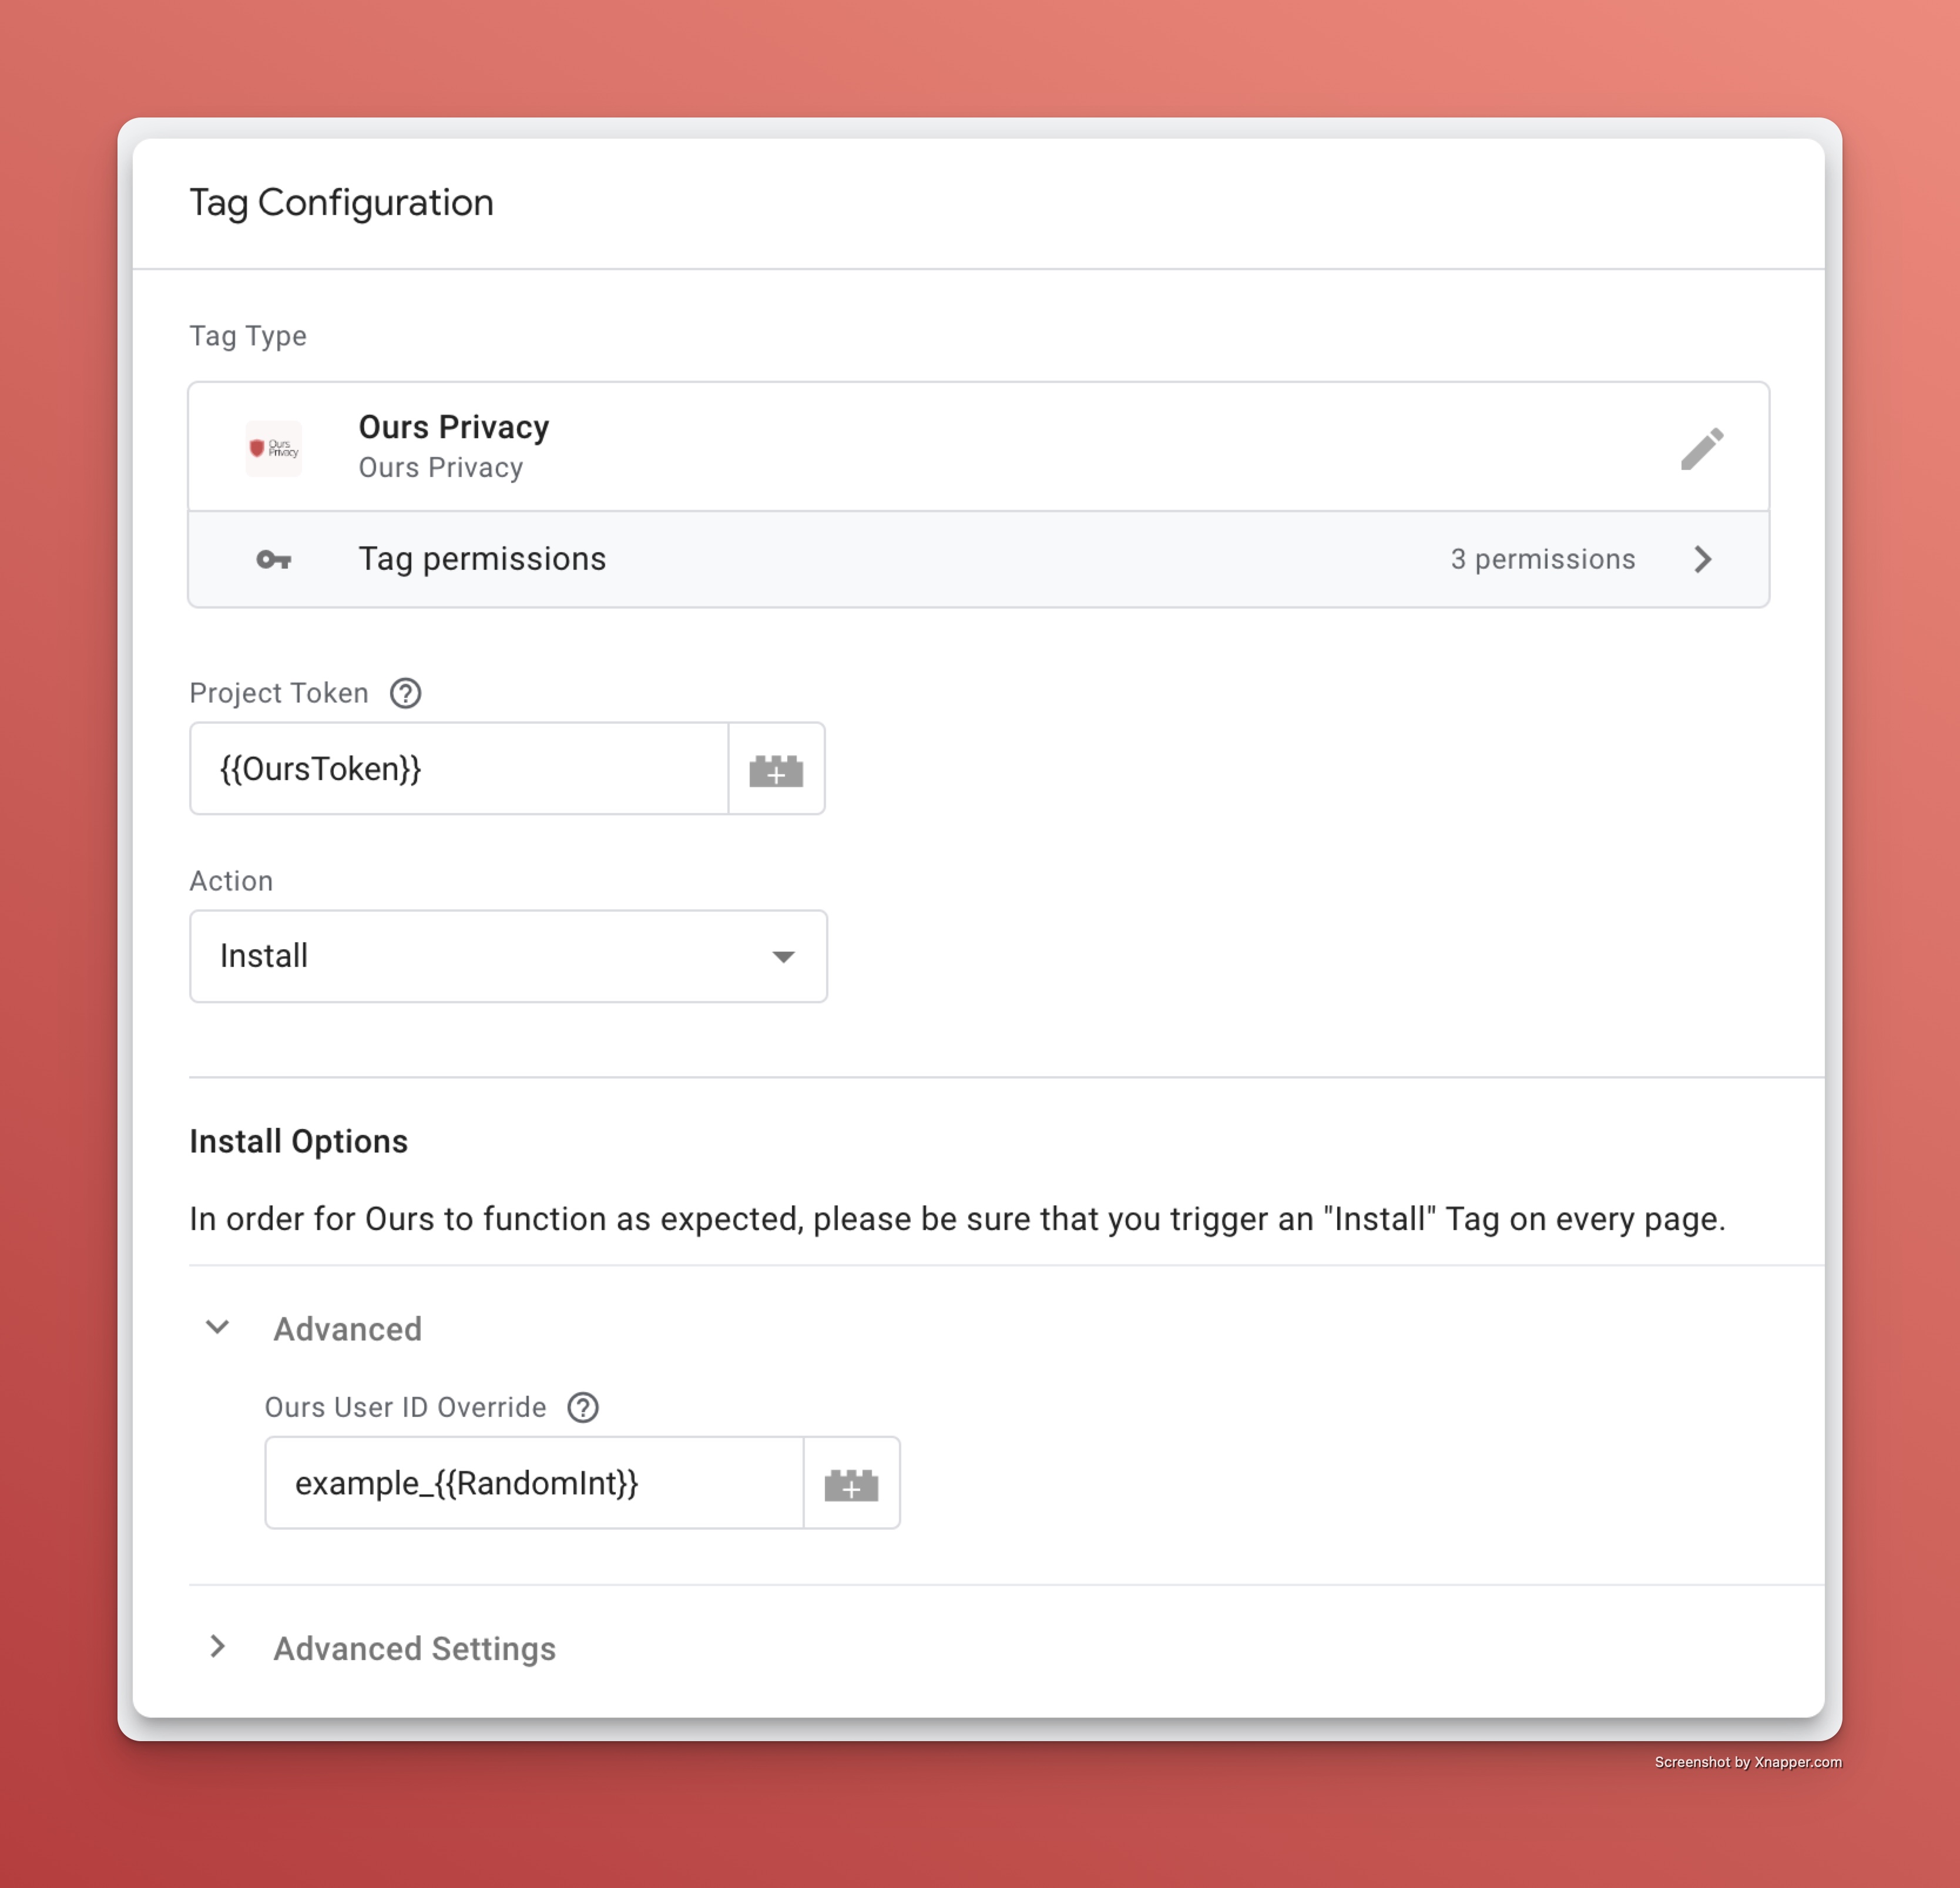 Tag Configuration
Tag Type
Ours
Privacy
Ours Privacy
Ours Privacy
Tag permissions
3 permissions
Project Token
{{OursToken}}
Action
Install
Install Options
In order for Ours to function as expected, please be sure that you trigger an "Install" Tag on every page.
Advanced
Ours User ID Override
example_{{RandomInt}}
Advanced Settings
Screenshot by Xnapper.com